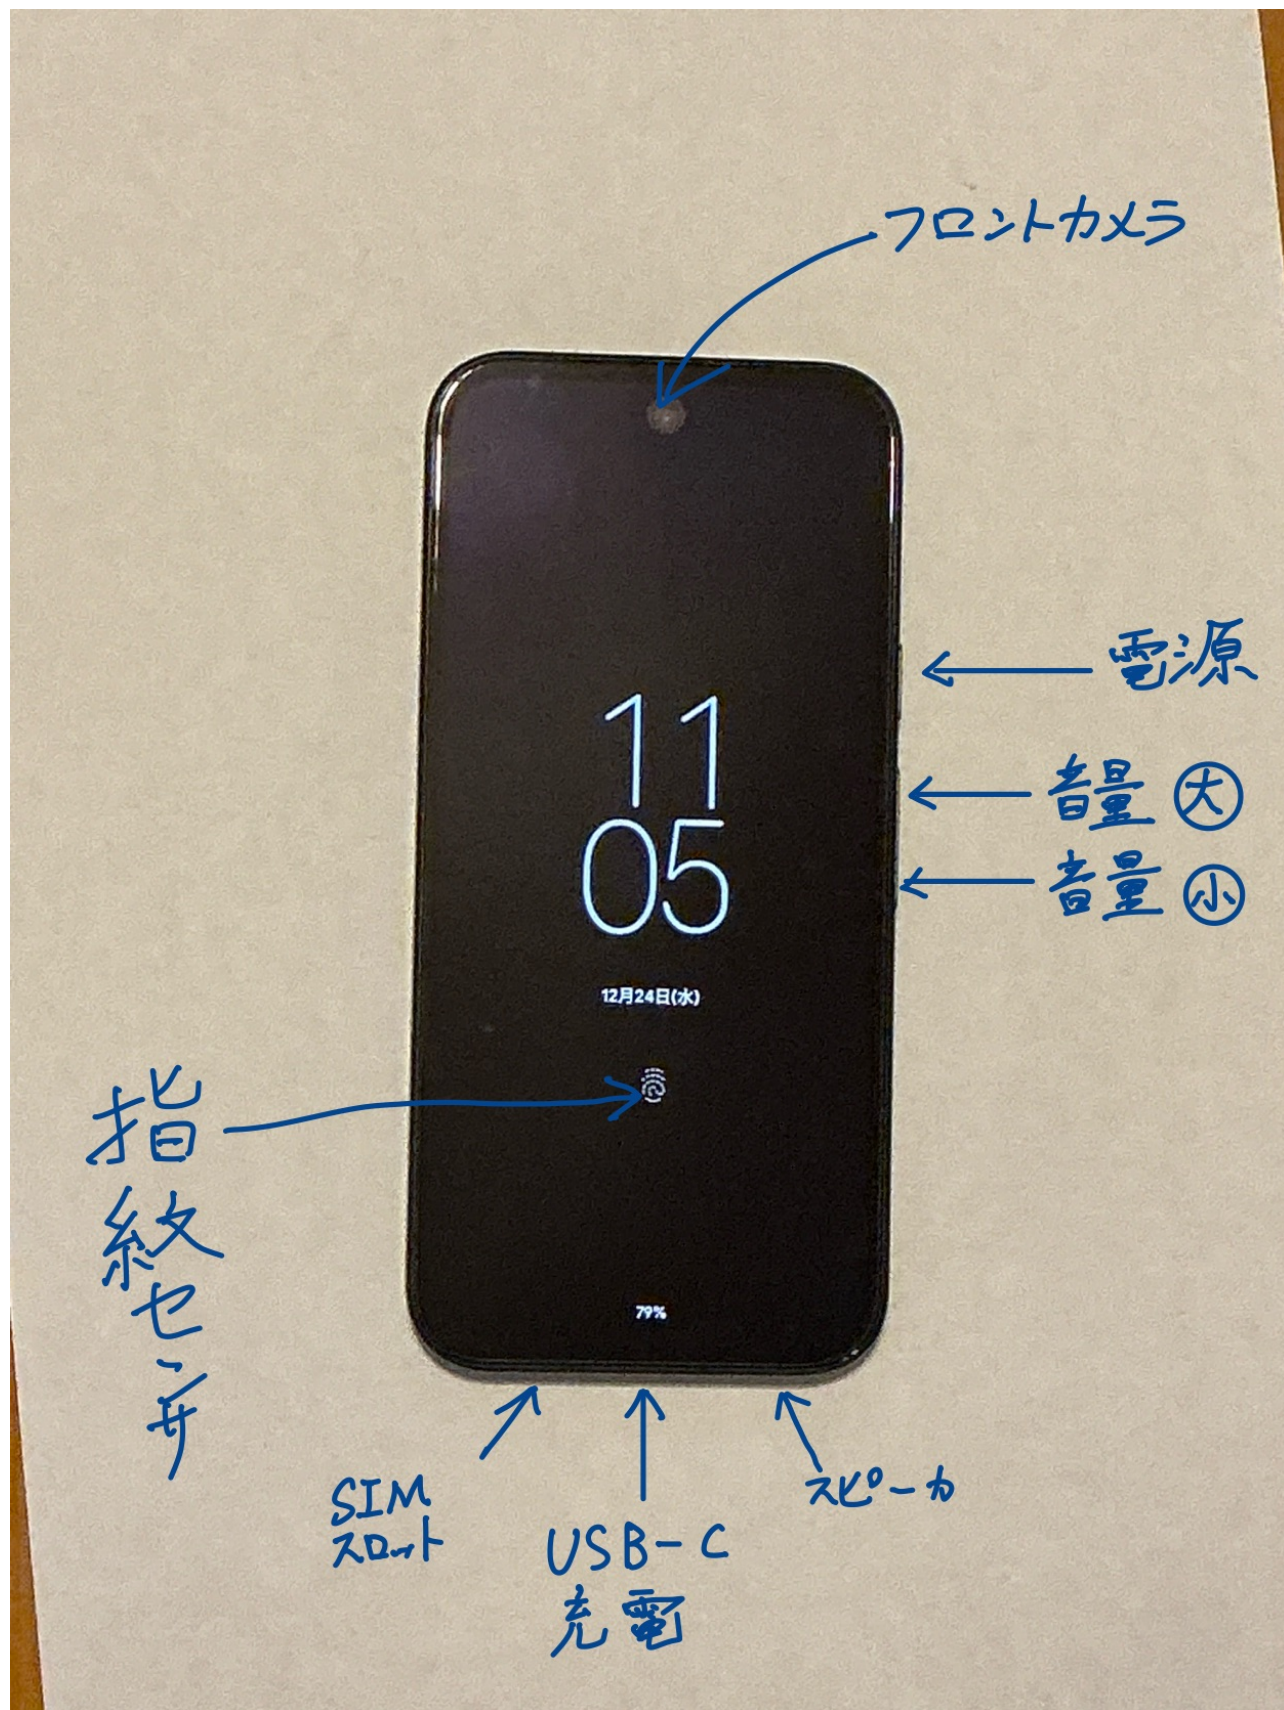 フロントカメラ
電源
音量 大
音量 小
11
05
12月24日(水)
指紋センサ
79%
SIM
スロット
USB-C
充電
スピーカ